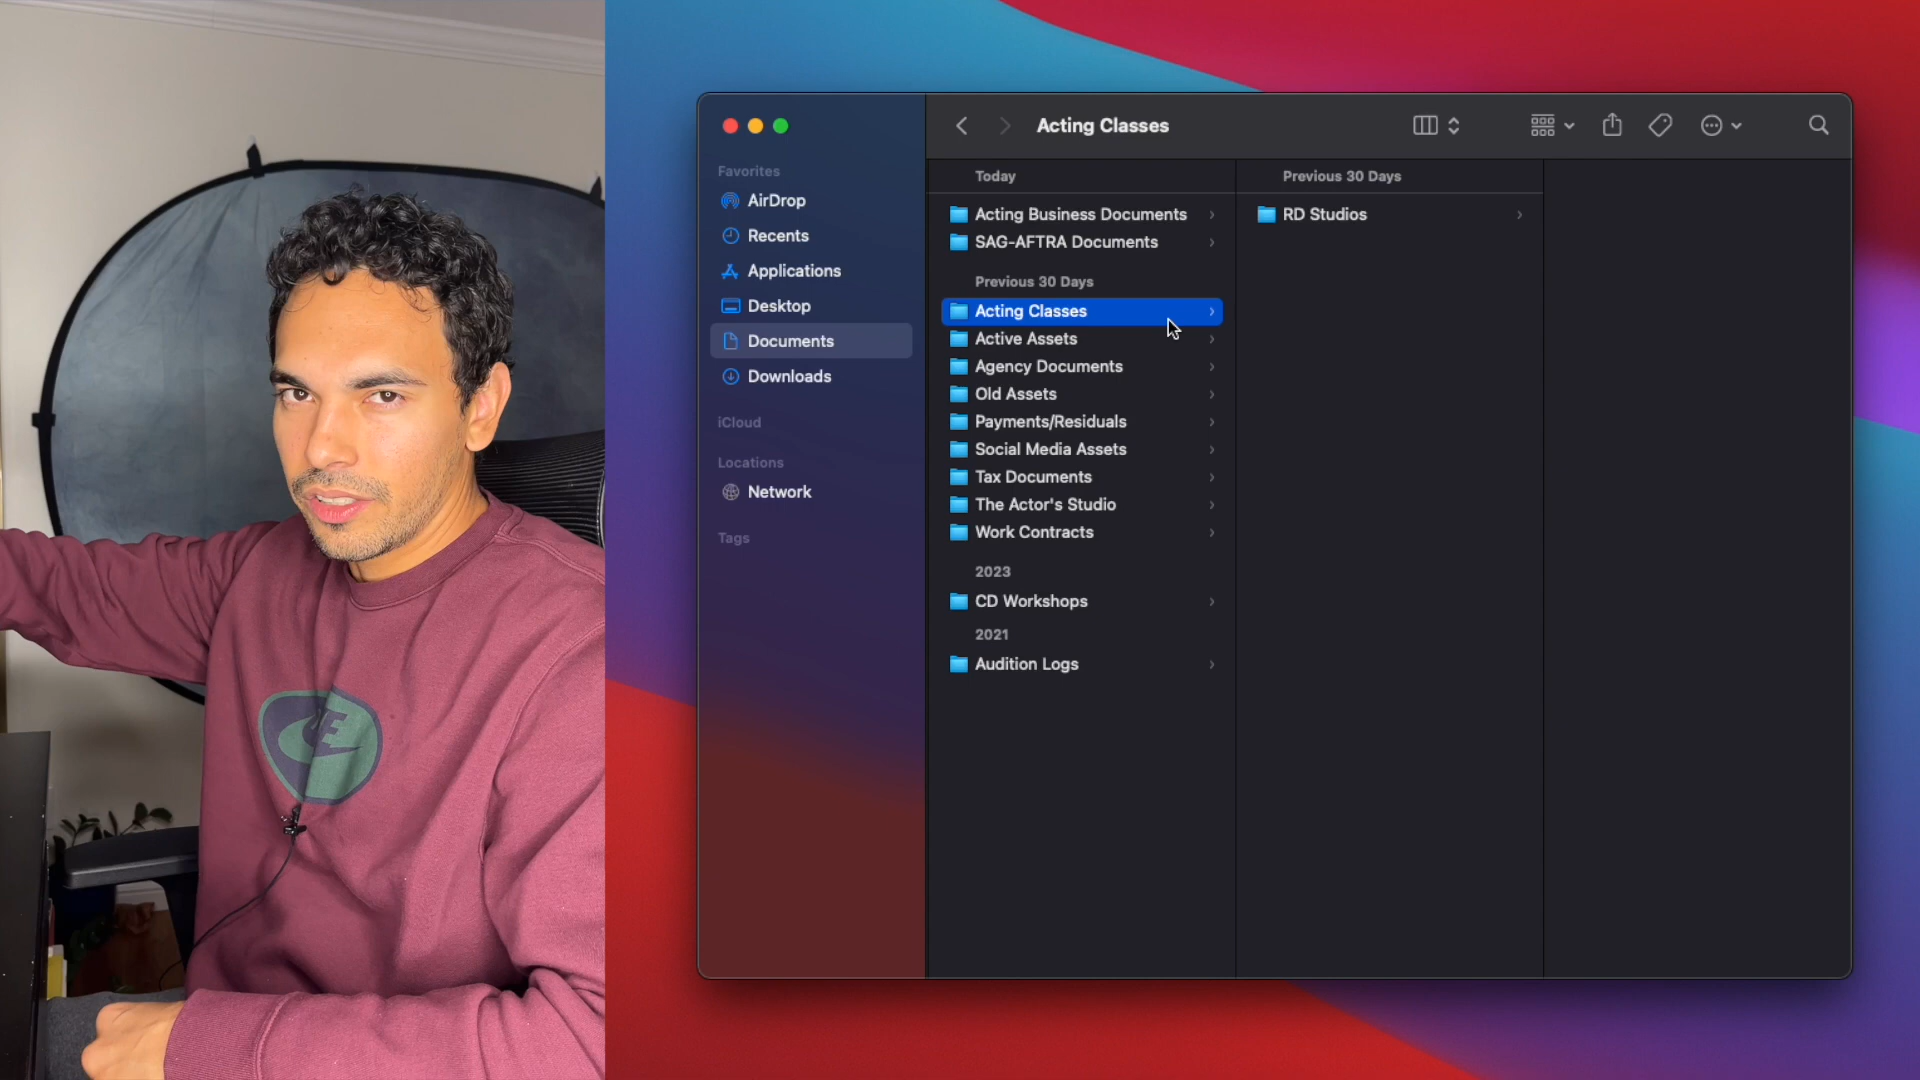 Acting Classes
Favorites
AirDrop
Recents
Applications
Desktop
Documents
Downloads
iCloud
Locations
Network
Tags
Today
Acting Business Documents
SAG-AFTRA Documents
Previous 30 Days
Acting Classes
Active Assets
Agency Documents
Old Assets
Payments/Residuals
Social Media Assets
Tax Documents
The Actor's Studio
Work Contracts
2023
CD Workshops
2021
Audition Logs
Previous 30 Days
RD Studios